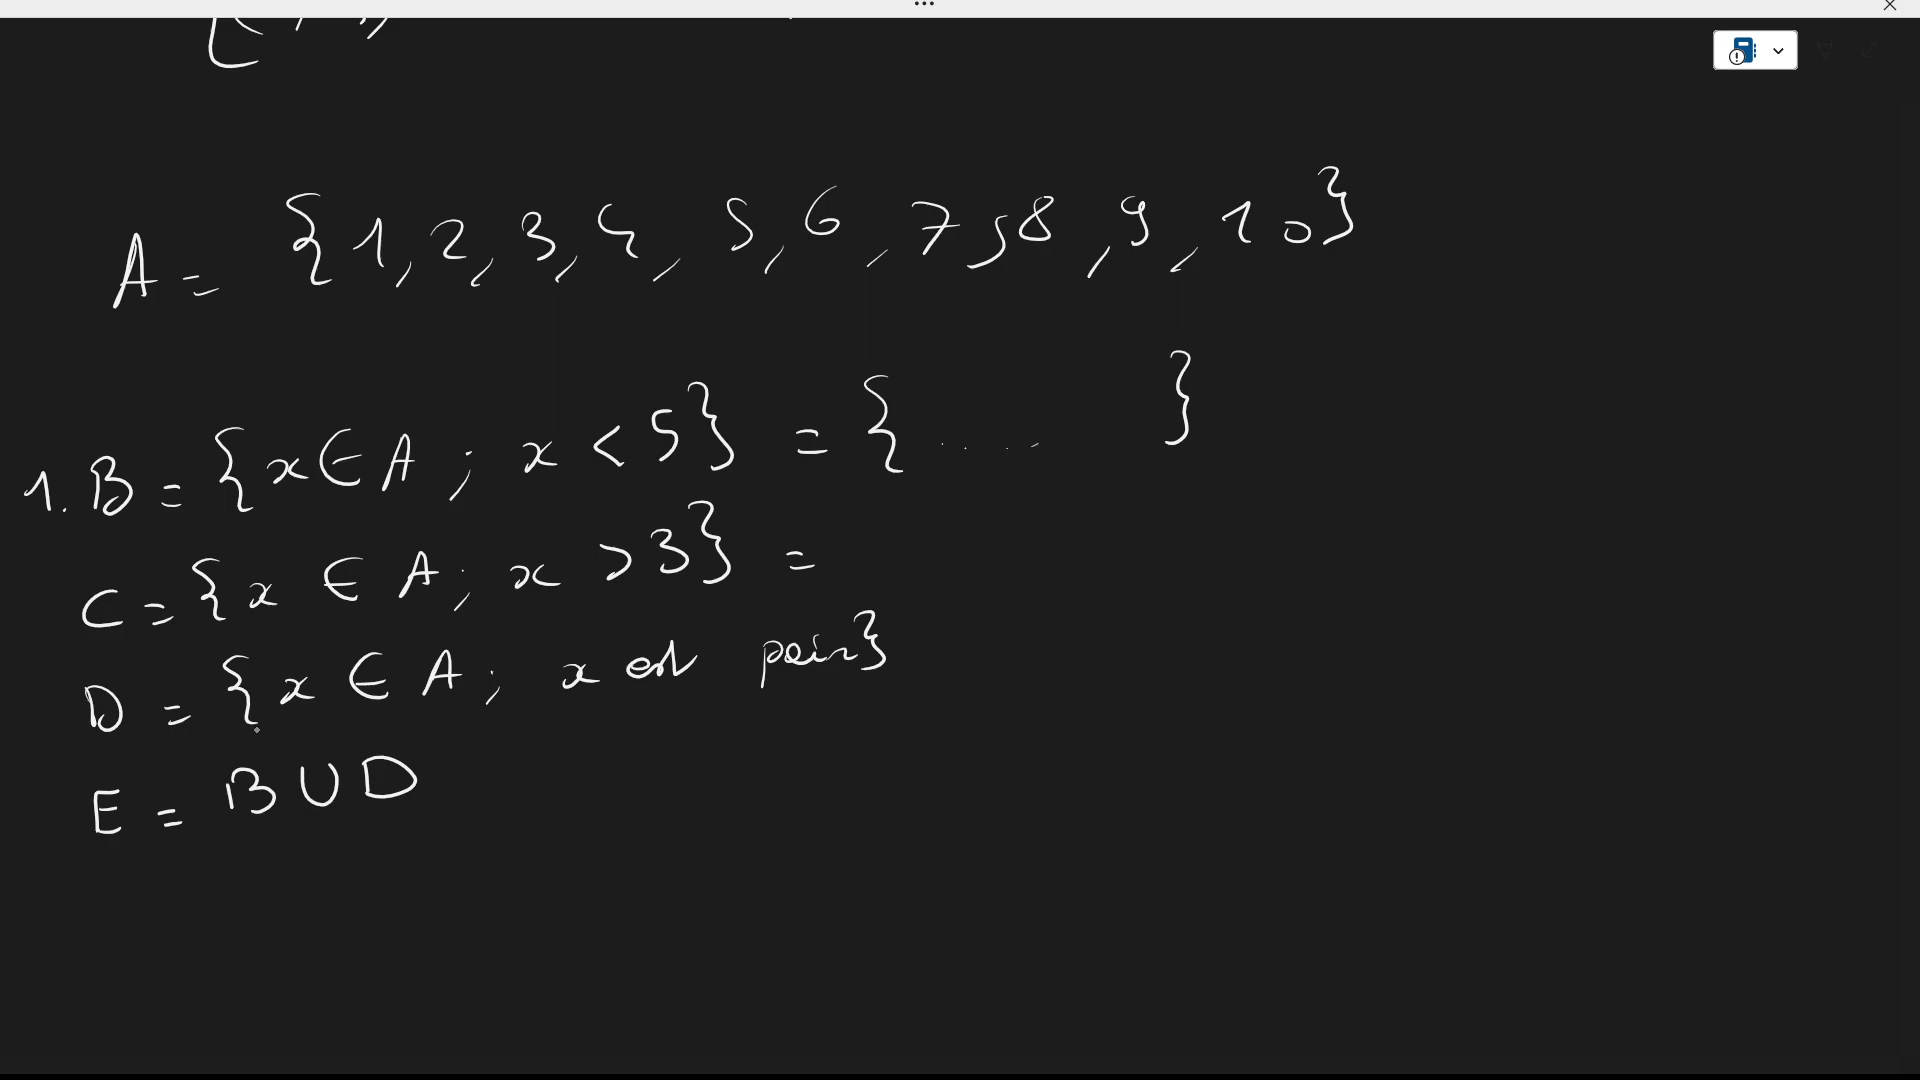 A = {1, 2, 3, 4, 5, 6, 7, 8, 9, 10}
1. B = {x ∈ A ; x < 5} = {.... }
C = {x ∈ A ; x > 3} =
D = {x ∈ A ; x est pair}
E = B ∪ D